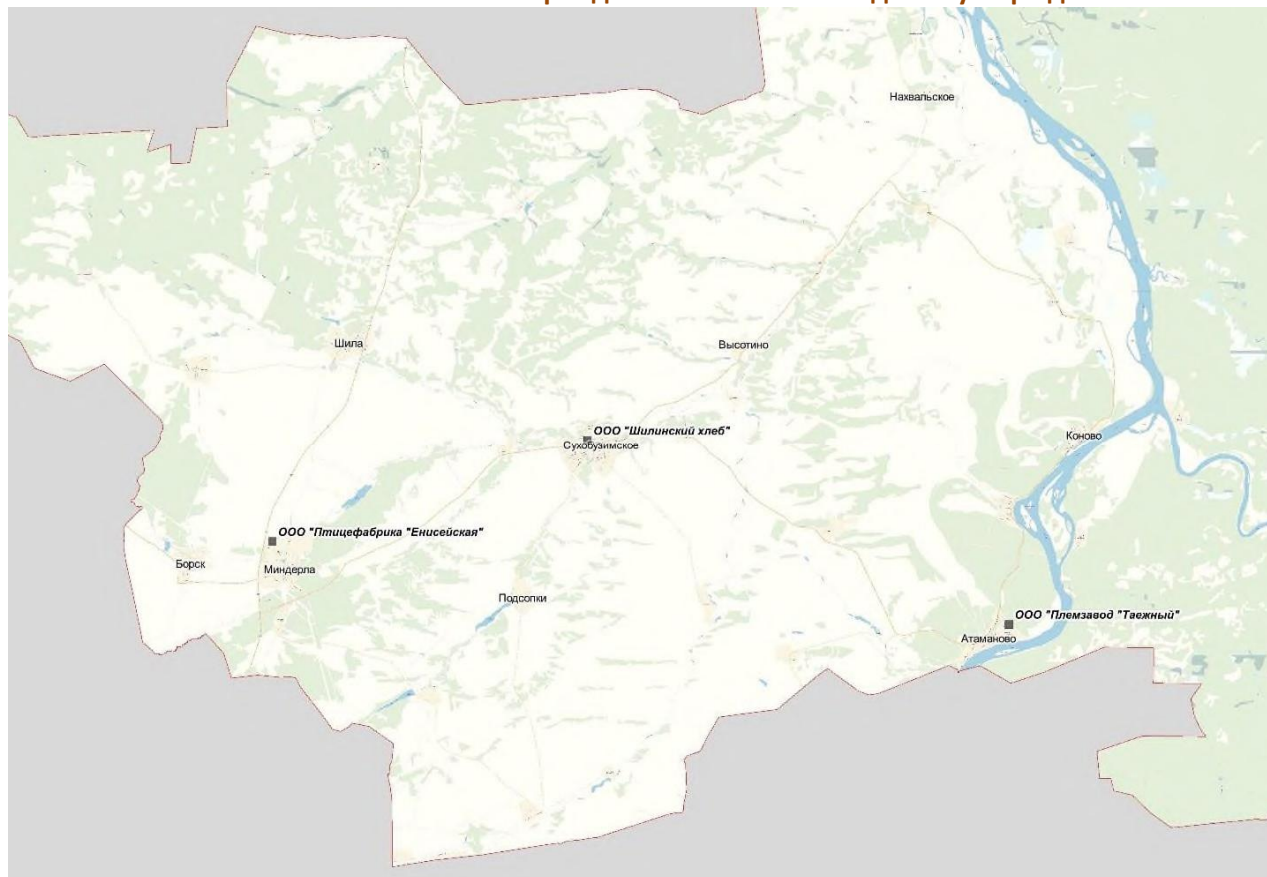 Нахвальское
Шила
Высотино
ООО "Шилинский хлеб"
Сухобузимское
Коново
ООО "Птицефабрика "Енисейская"
Борск
Миндерла
Подсопки
ООО "Племзавод "Таежный"
Атаманово